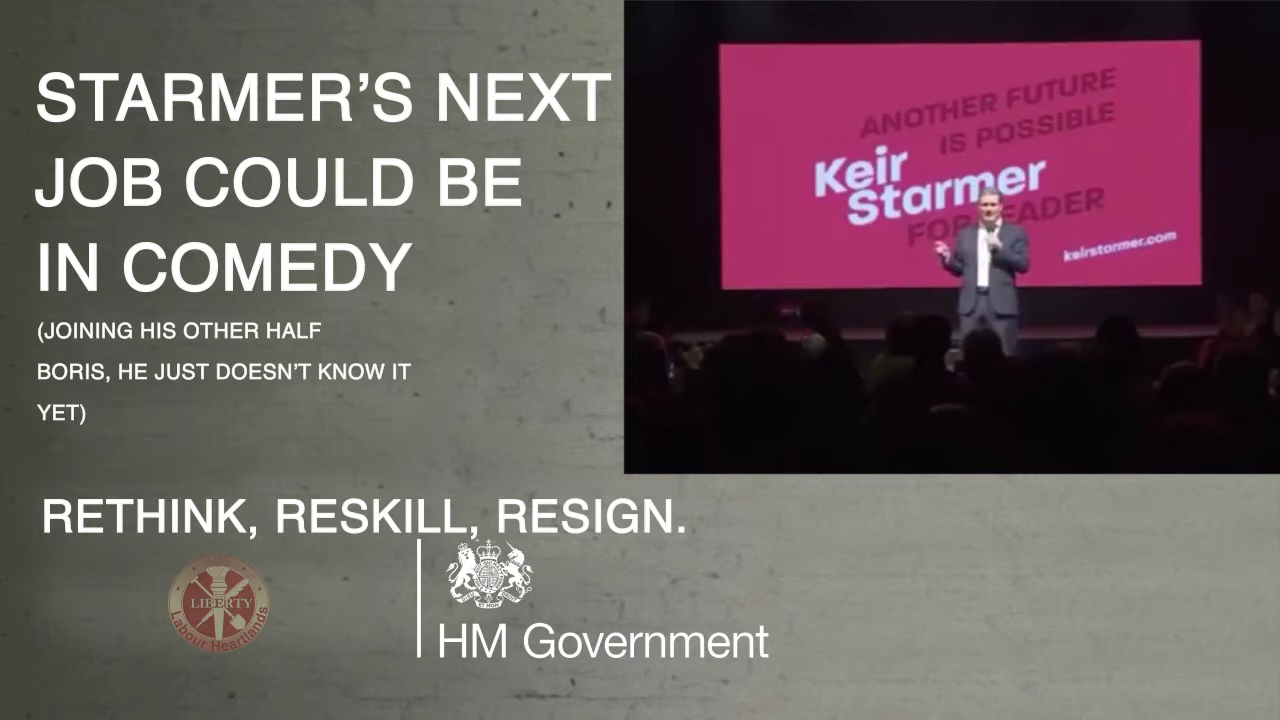 STARMER'S NEXT
JOB COULD BE
IN COMEDY
(JOINING HIS OTHER HALF
BORIS, HE JUST DOESN'T KNOW IT
YET)
ANOTHER FUTURE
IS POSSIBLE
Keir
Starmer
FOR LEADER
keirstarmer.com
RETHINK, RESKILL, RESIGN.
LIBERTY
Labour Heartlands
HM Government